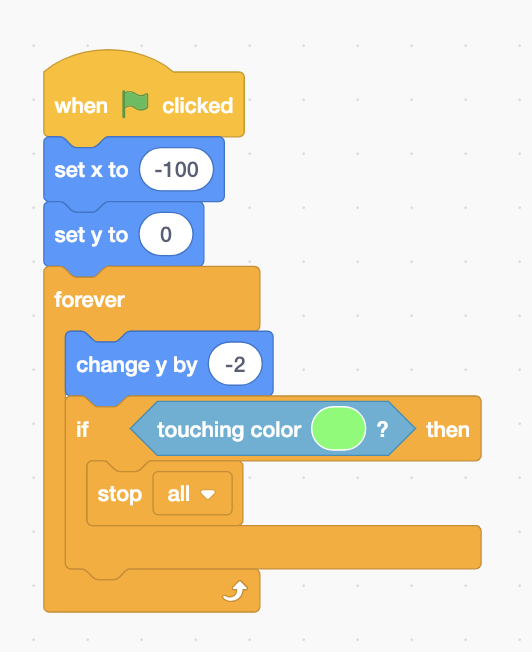 when clicked
set x to -100
set y to 0
forever
change y by -2
if touching color ? then
stop all